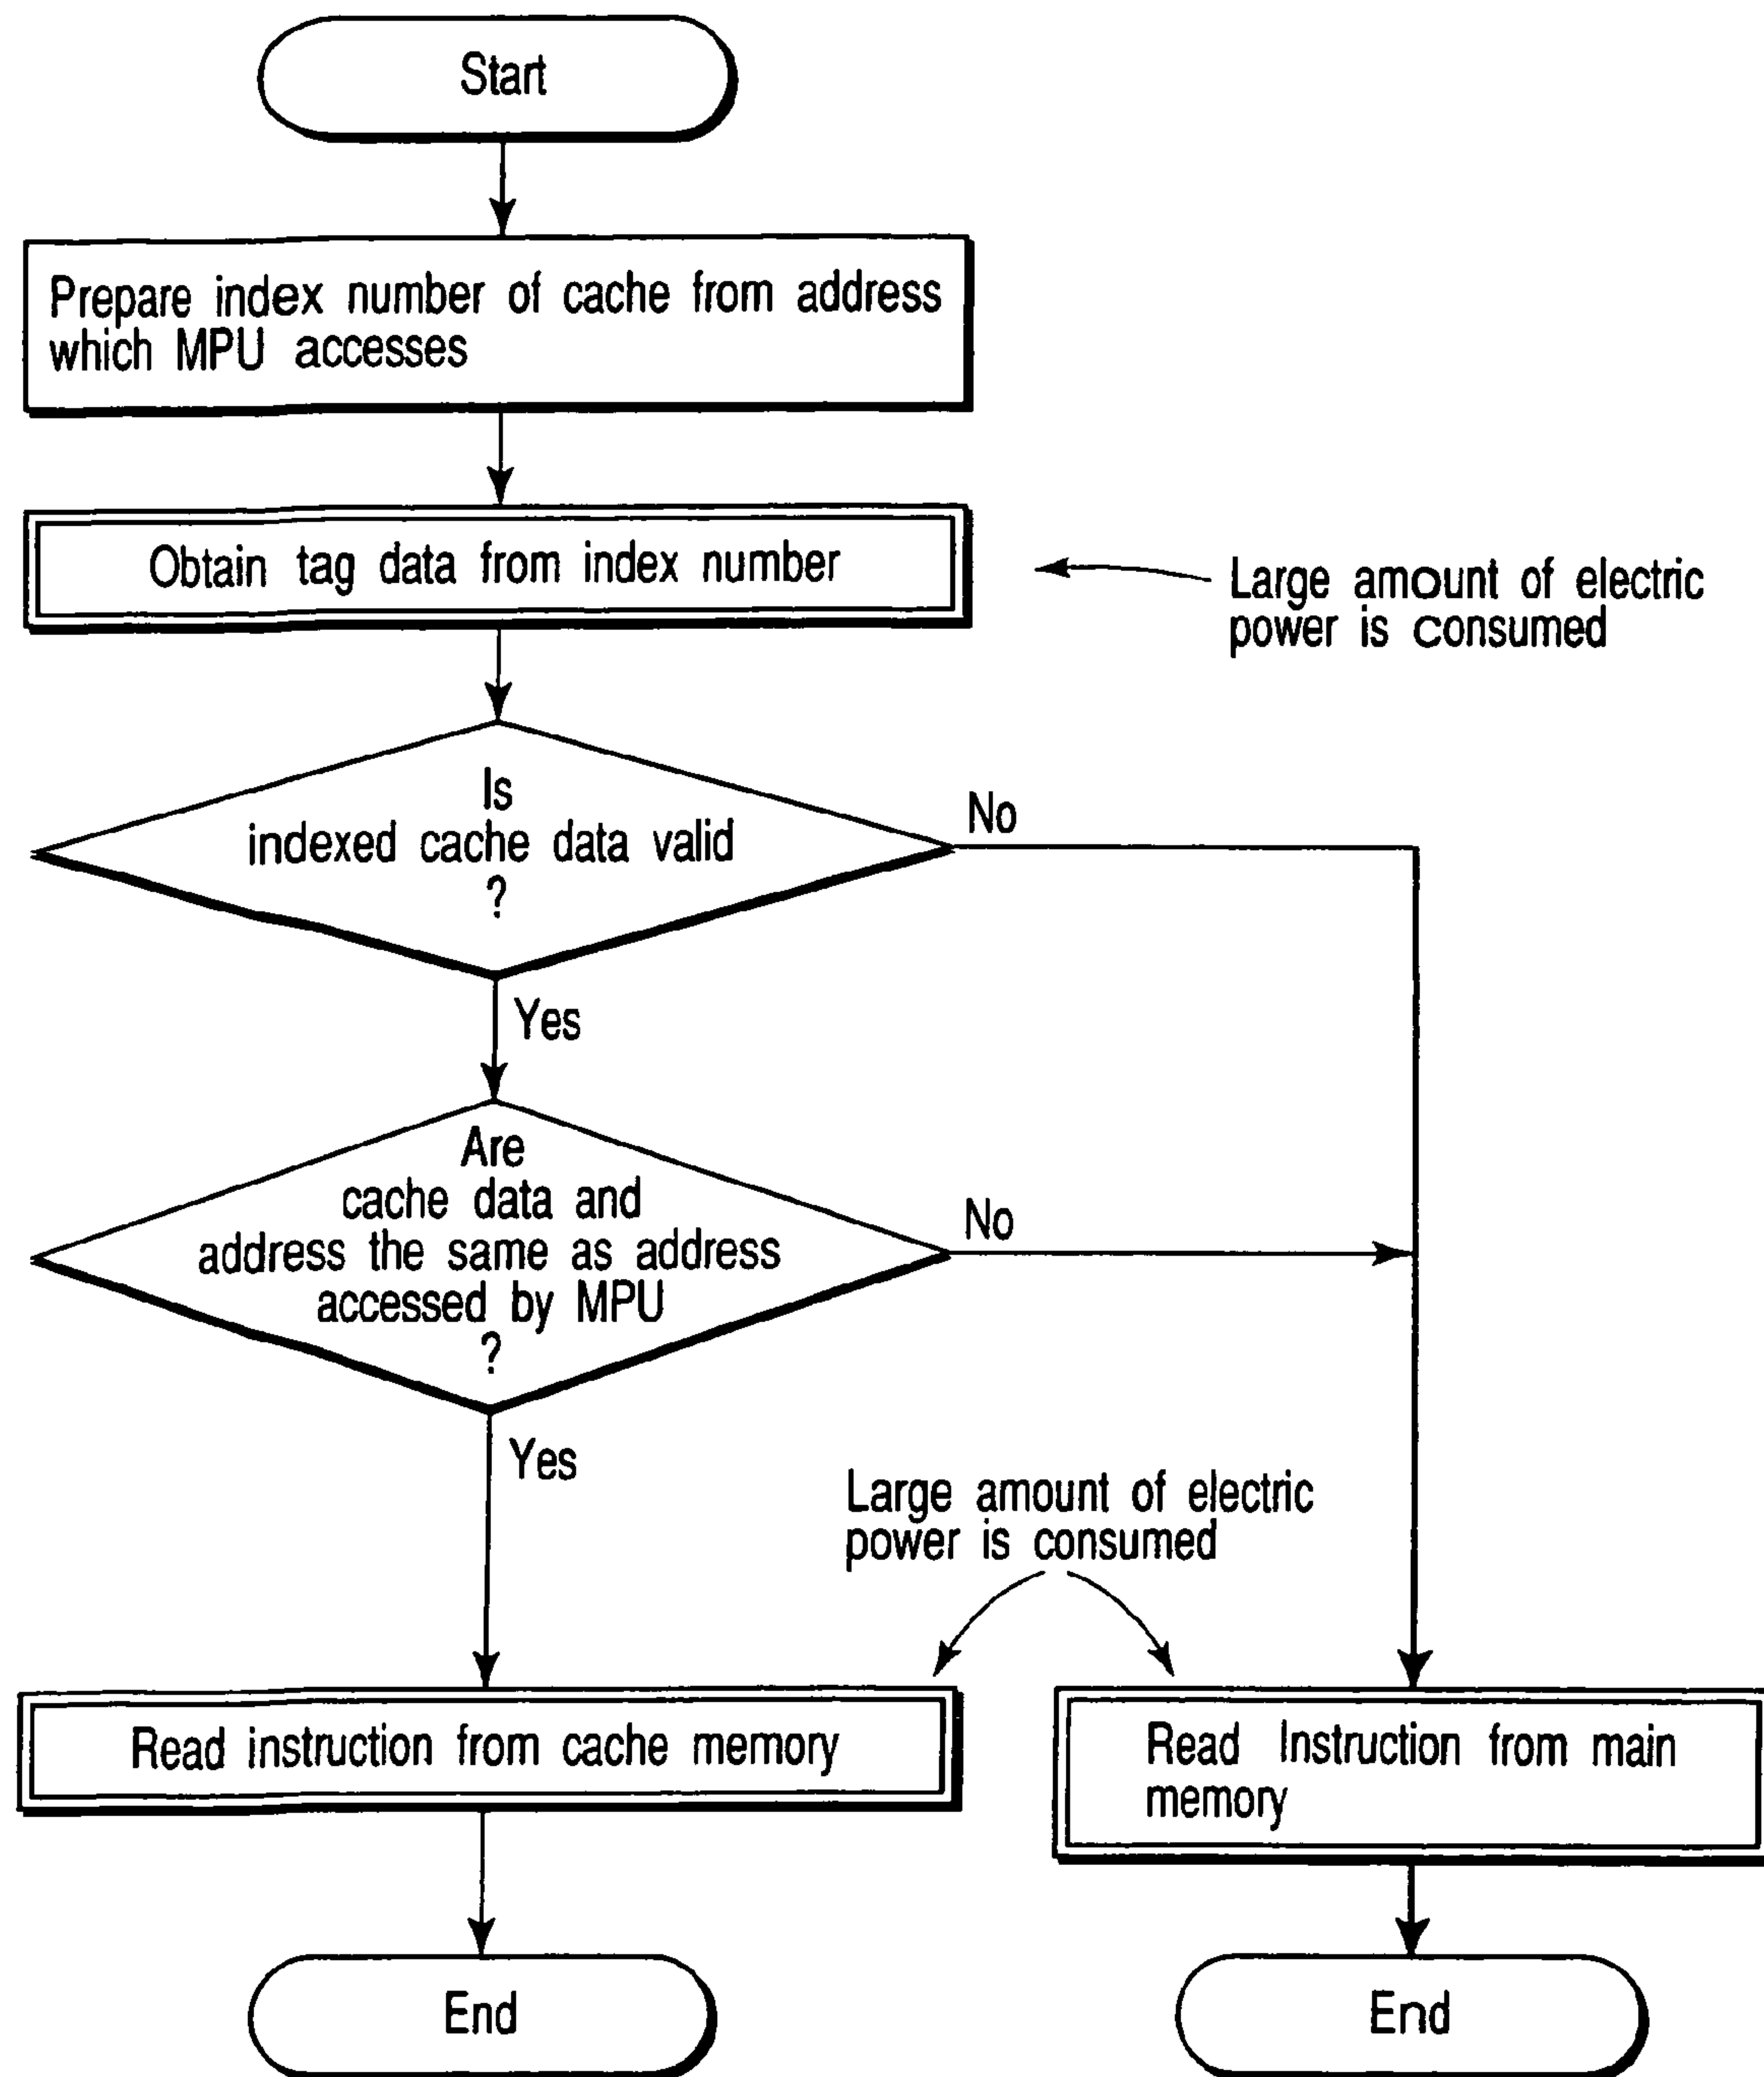 Start
Prepare index number of cache from address
which MPU accesses
Obtain tag data from index number
Large amount of electric
power is consumed
Is
indexed cache data valid
?
No
Yes
Are
cache data and
address the same as address
accessed by MPU
?
No
Yes
Large amount of electric
power is consumed
Read instruction from cache memory
Read Instruction from main
memory
End
End